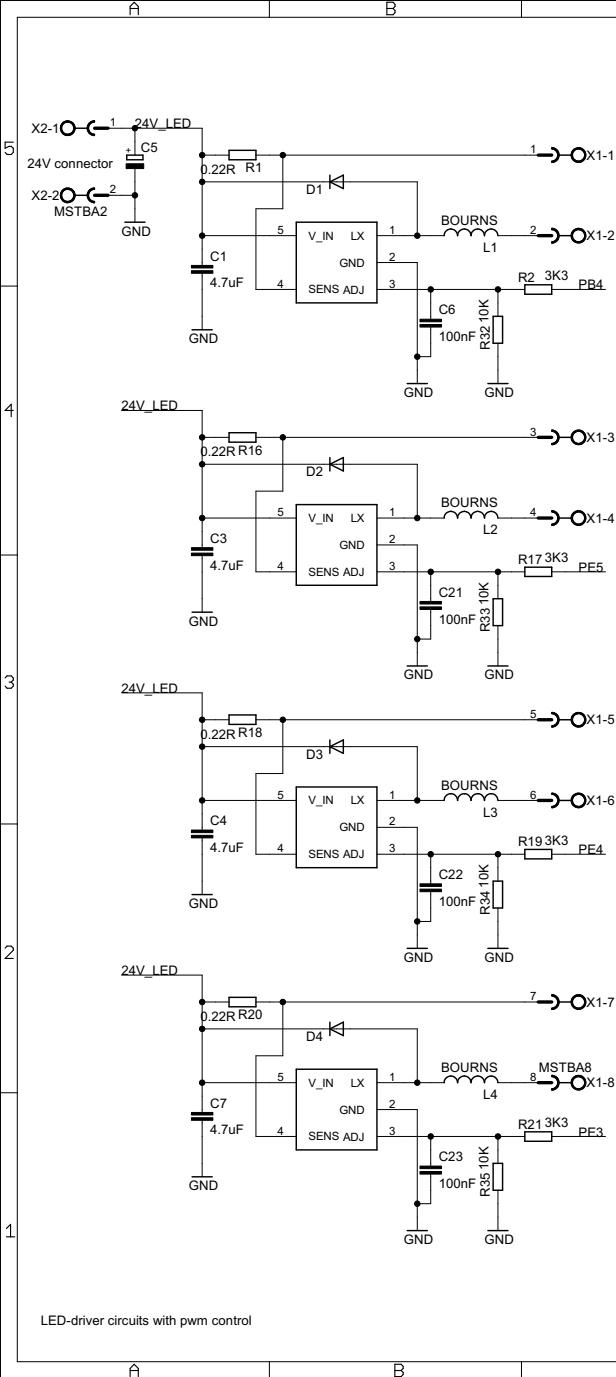 A B
5
X2-1 1 24V_LED
C5
+
24V connector
X2-2 2
MSTBA2
GND
0.22R R1 1 X1-1
D1
BOURNS
5 V_IN LX 1 L1 2 X1-2
GND 2
4 SENS ADJ 3 R2 3K3 PB4
C1
4.7uF
C6
100nF
R32 10K
GND
GND GND
4
24V_LED
0.22R R16 3 X1-3
D2
BOURNS
5 V_IN LX 1 L2 4 X1-4
GND 2
4 SENS ADJ 3 R17 3K3 PE5
C3
4.7uF
C21
100nF
R33 10K
GND
GND GND
3
24V_LED
0.22R R18 5 X1-5
D3
BOURNS
5 V_IN LX 1 L3 6 X1-6
GND 2
4 SENS ADJ 3 R19 3K3 PE4
C4
4.7uF
C22
100nF
R34 10K
GND
GND GND
2
24V_LED
0.22R R20 7 X1-7
D4
BOURNS MSTBA8
5 V_IN LX 1 L4 8 X1-8
GND 2
4 SENS ADJ 3 R21 3K3 PE3
C7
4.7uF
C23
100nF
R35 10K
GND
GND GND
1
LED-driver circuits with pwm control
A B